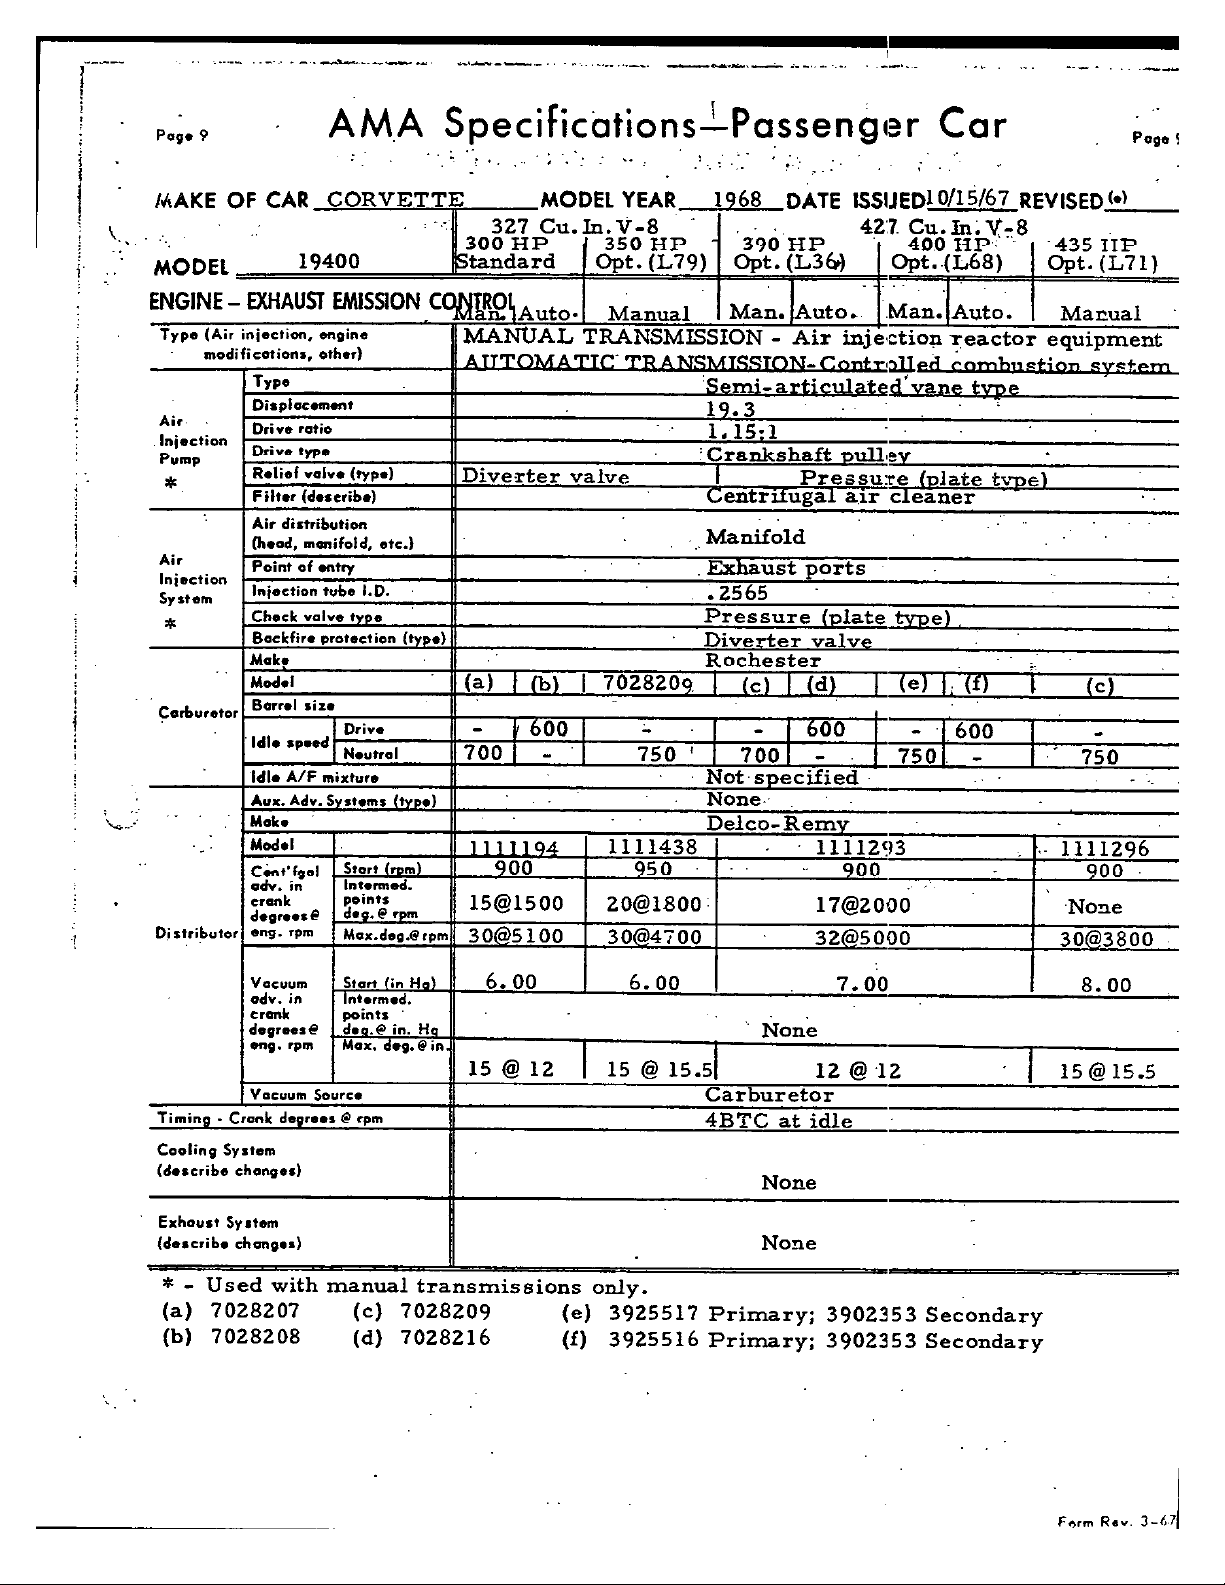 Page 9 AMA Specifications—Passenger Car Page
MAKE OF CAR CORVETTE MODEL YEAR 1968 DATE ISSUED 10/15/67 REVISED (•)
327 Cu. In. V-8 427 Cu. In. V-8
300 HP 350 HP 390 HP 400 HP 435 HP
MODEL 19400 Standard Opt. (L79) Opt. (L36) Opt. (L68) Opt. (L71)
ENGINE – EXHAUST EMISSION CONTROL Man. Auto. Manual Man. Auto. Man. Auto. Manual
Type (Air injection, engine MANUAL TRANSMISSION - Air injection reactor equipment
modifications, other) AUTOMATIC TRANSMISSION- Controlled combustion system
Air Injection Pump *
Type Semi-articulated vane type
Displacement 19.3
Drive ratio 1.15:1
Drive type Crankshaft pulley
Relief valve (type) Diverter valve Pressure (plate type)
Filter (describe) Centrifugal air cleaner
Air Injection System *
Air distribution
(head, manifold, etc.) Manifold
Point of entry Exhaust ports
Injection tube I.D. .2565
Check valve type Pressure (plate type)
Backfire protection (type) Diverter valve
Carburetor
Make Rochester
Model (a) (b) 7028209 (c) (d) (e) (f) (c)
Barrel size
Idle speed Drive - 600 - - 600 - 600 -
Neutral 700 - 750 700 - 750 - 750
Idle A/F mixture Not specified
Distributor
Aux. Adv. Systems (type) None
Make Delco-Remy
Model 1111194 1111438 1111293 1111296
Cent'fgal adv. in crank degrees @ eng. rpm
Start (rpm) 900 950 900 900
Intermed. points deg. @ rpm 15@1500 20@1800 17@2000 None
Max.deg.@rpm 30@5100 30@4700 32@5000 30@3800
Vacuum adv. in crank degrees @ eng. rpm
Start (in Hg) 6.00 6.00 7.00 8.00
Intermed. points deg.@ in. Hg None
Max. deg.@in. 15 @ 12 15 @ 15.5 12 @ 12 15 @ 15.5
Vacuum Source Carburetor
Timing - Crank degrees @ rpm 4BTC at idle
Cooling System
(describe changes) None
Exhaust System
(describe changes) None
* - Used with manual transmissions only.
(a) 7028207 (c) 7028209 (e) 3925517 Primary; 3902353 Secondary
(b) 7028208 (d) 7028216 (f) 3925516 Primary; 3902353 Secondary
Form Rev. 3-67